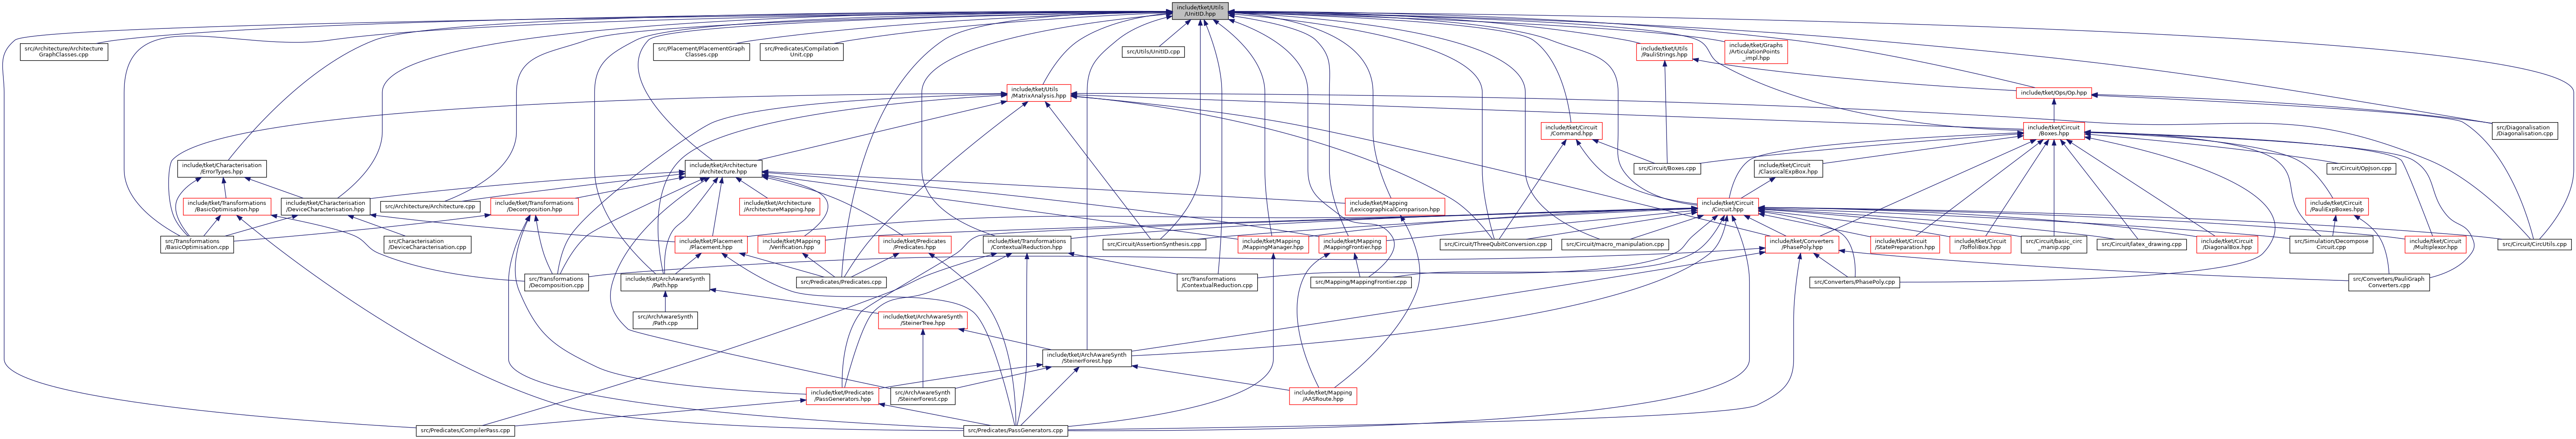 include/tket/Utils
/UnitID.hpp
src/Architecture/Architecture
GraphClasses.cpp
src/Placement/PlacementGraph
Classes.cpp
src/Predicates/Compilation
Unit.cpp
src/Utils/UnitID.cpp
include/tket/Utils
/PauliStrings.hpp
include/tket/Graphs
/ArticulationPoints
_impl.hpp
include/tket/Utils
/MatrixAnalysis.hpp
include/tket/Ops/Op.hpp
include/tket/Circuit
/Command.hpp
include/tket/Circuit
/Boxes.hpp
src/Diagonalisation
/Diagonalisation.cpp
include/tket/Characterisation
/ErrorTypes.hpp
include/tket/Architecture
/Architecture.hpp
src/Circuit/Boxes.cpp
include/tket/Circuit
/ClassicalExpBox.hpp
src/Circuit/OpJson.cpp
include/tket/Transformations
/BasicOptimisation.hpp
include/tket/Characterisation
/DeviceCharacterisation.hpp
src/Architecture/Architecture.cpp
include/tket/Transformations
/Decomposition.hpp
include/tket/Architecture
/ArchitectureMapping.hpp
include/tket/Mapping
/LexicographicalComparison.hpp
include/tket/Circuit
/Circuit.hpp
include/tket/Circuit
/PauliExpBoxes.hpp
src/Transformations
/BasicOptimisation.cpp
src/Characterisation
/DeviceCharacterisation.cpp
include/tket/Placement
/Placement.hpp
include/tket/Mapping
/Verification.hpp
include/tket/Predicates
/Predicates.hpp
include/tket/Transformations
/ContextualReduction.hpp
src/Circuit/AssertionSynthesis.cpp
include/tket/Mapping
/MappingManager.hpp
include/tket/Mapping
/MappingFrontier.hpp
src/Circuit/ThreeQubitConversion.cpp
src/Circuit/macro_manipulation.cpp
include/tket/Converters
/PhasePoly.hpp
include/tket/Circuit
/StatePreparation.hpp
include/tket/Circuit
/ToffoliBox.hpp
src/Circuit/basic_circ
_manip.cpp
src/Circuit/latex_drawing.cpp
include/tket/Circuit
/DiagonalBox.hpp
src/Simulation/Decompose
Circuit.cpp
include/tket/Circuit
/Multiplexor.hpp
src/Circuit/CircUtils.cpp
src/Transformations
/Decomposition.cpp
include/tket/ArchAwareSynth
/Path.hpp
src/Predicates/Predicates.cpp
src/Transformations
/ContextualReduction.cpp
src/Mapping/MappingFrontier.cpp
src/Converters/PhasePoly.cpp
src/Converters/PauliGraph
Converters.cpp
src/ArchAwareSynth
/Path.cpp
include/tket/ArchAwareSynth
/SteinerTree.hpp
include/tket/ArchAwareSynth
/SteinerForest.hpp
include/tket/Predicates
/PassGenerators.hpp
src/ArchAwareSynth
/SteinerForest.cpp
include/tket/Mapping
/AASRoute.hpp
src/Predicates/CompilerPass.cpp
src/Predicates/PassGenerators.cpp